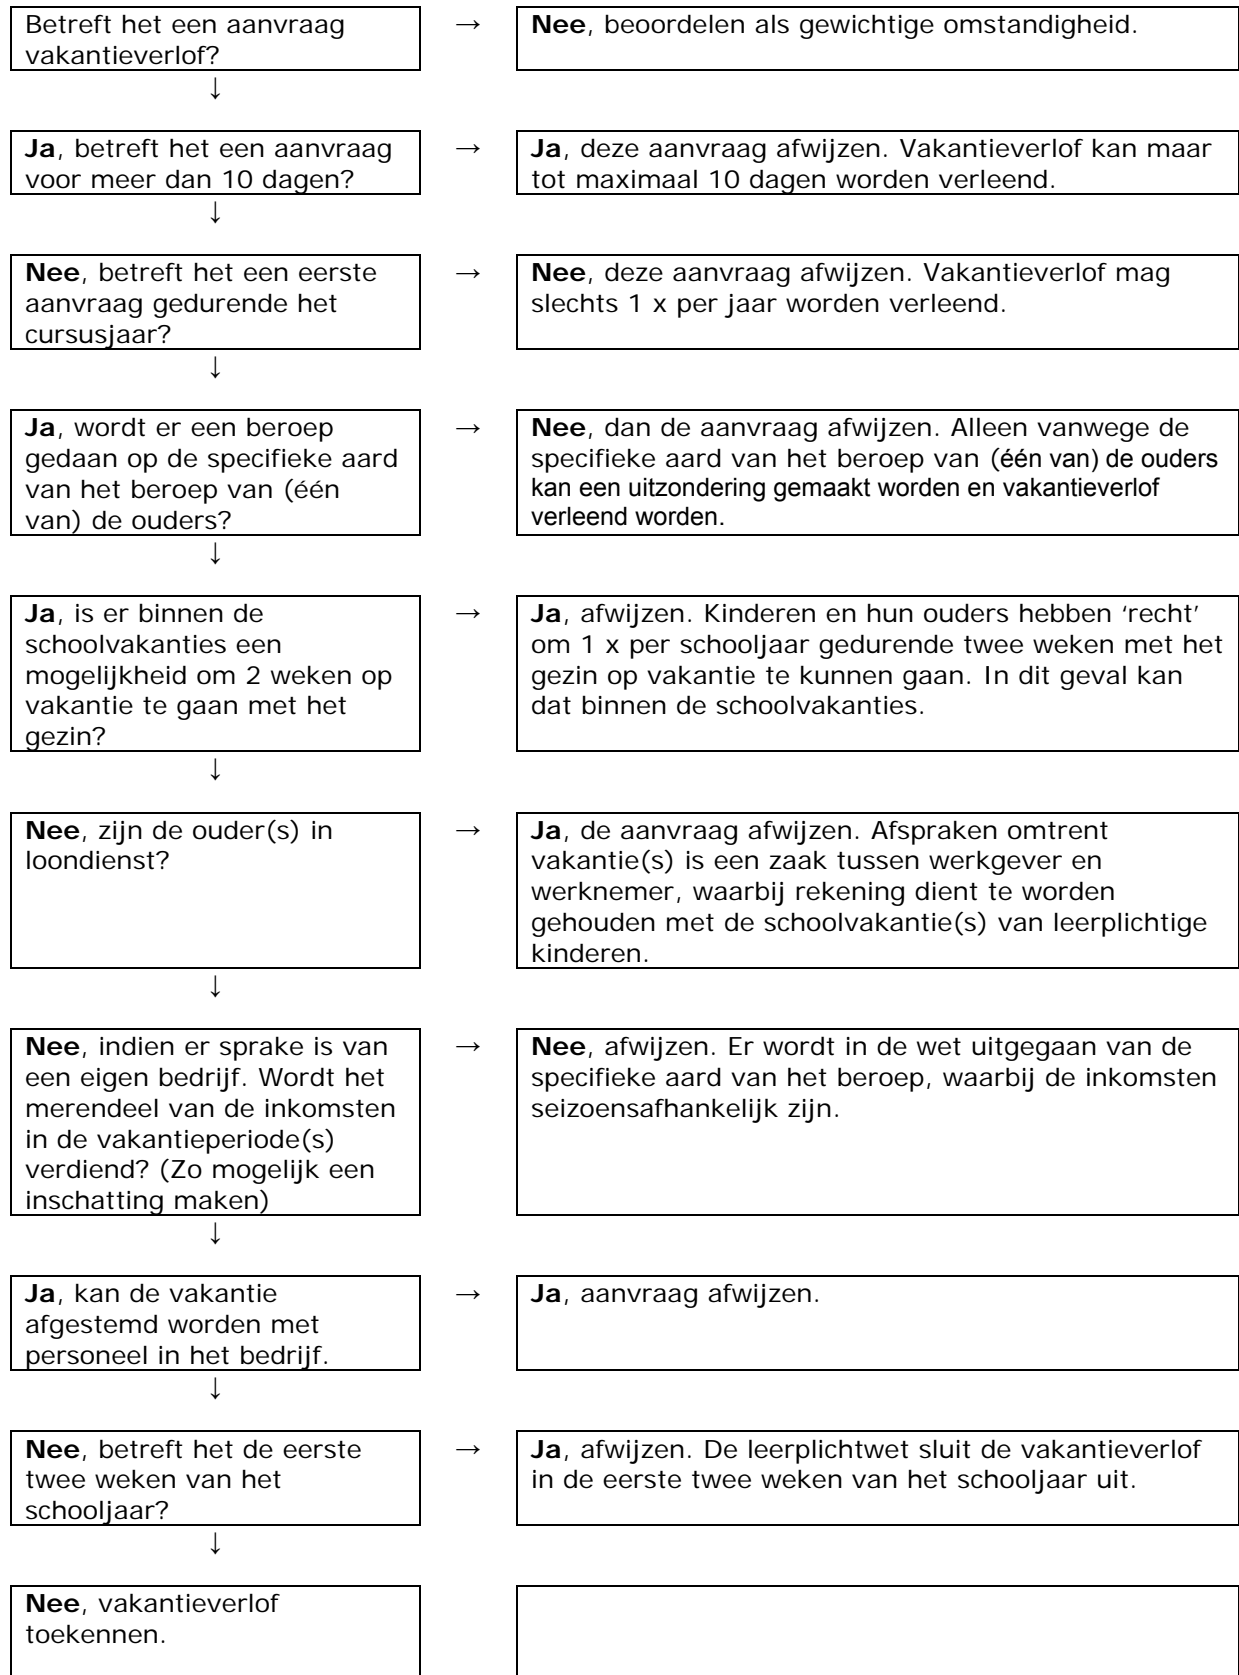 Betreft het een aanvraag
vakantieverlof?
→
Nee, beoordelen als gewichtige omstandigheid.
↓
Ja, betreft het een aanvraag
voor meer dan 10 dagen?
→
Ja, deze aanvraag afwijzen. Vakantieverlof kan maar
tot maximaal 10 dagen worden verleend.
↓
Nee, betreft het een eerste
aanvraag gedurende het
cursusjaar?
→
Nee, deze aanvraag afwijzen. Vakantieverlof mag
slechts 1 x per jaar worden verleend.
↓
Ja, wordt er een beroep
gedaan op de specifieke aard
van het beroep van (één
van) de ouders?
→
Nee, dan de aanvraag afwijzen. Alleen vanwege de
specifieke aard van het beroep van (één van) de ouders
kan een uitzondering gemaakt worden en vakantieverlof
verleend worden.
↓
Ja, is er binnen de
schoolvakanties een
mogelijkheid om 2 weken op
vakantie te gaan met het
gezin?
→
Ja, afwijzen. Kinderen en hun ouders hebben ‘recht’
om 1 x per schooljaar gedurende twee weken met het
gezin op vakantie te kunnen gaan. In dit geval kan
dat binnen de schoolvakanties.
↓
Nee, zijn de ouder(s) in
loondienst?
→
Ja, de aanvraag afwijzen. Afspraken omtrent
vakantie(s) is een zaak tussen werkgever en
werknemer, waarbij rekening dient te worden
gehouden met de schoolvakantie(s) van leerplichtige
kinderen.
↓
Nee, indien er sprake is van
een eigen bedrijf. Wordt het
merendeel van de inkomsten
in de vakantieperiode(s)
verdiend? (Zo mogelijk een
inschatting maken)
→
Nee, afwijzen. Er wordt in de wet uitgegaan van de
specifieke aard van het beroep, waarbij de inkomsten
seizoensafhankelijk zijn.
↓
Ja, kan de vakantie
afgestemd worden met
personeel in het bedrijf.
→
Ja, aanvraag afwijzen.
↓
Nee, betreft het de eerste
twee weken van het
schooljaar?
→
Ja, afwijzen. De leerplichtwet sluit de vakantieverlof
in de eerste twee weken van het schooljaar uit.
↓
Nee, vakantieverlof
toekennen.